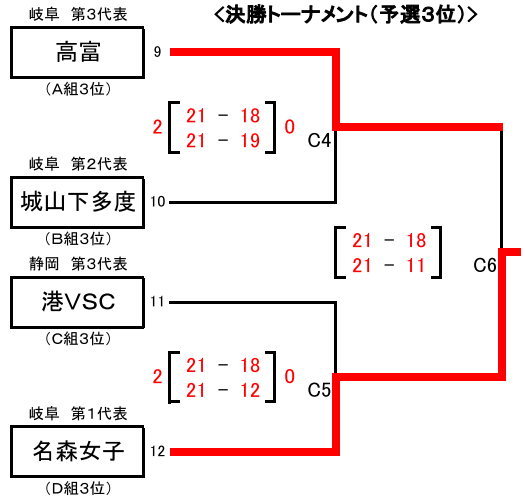 岐阜 第3代表
<決勝トーナメント(予選3位)>
高富
9
(A組3位)
2
21 - 18
21 - 19
0
C4
岐阜 第2代表
城山下多度
10
(B組3位)
21 - 18
21 - 11
C6
静岡 第3代表
港VSC
11
(C組3位)
2
21 - 18
21 - 12
0
C5
岐阜 第1代表
名森女子
12
(D組3位)